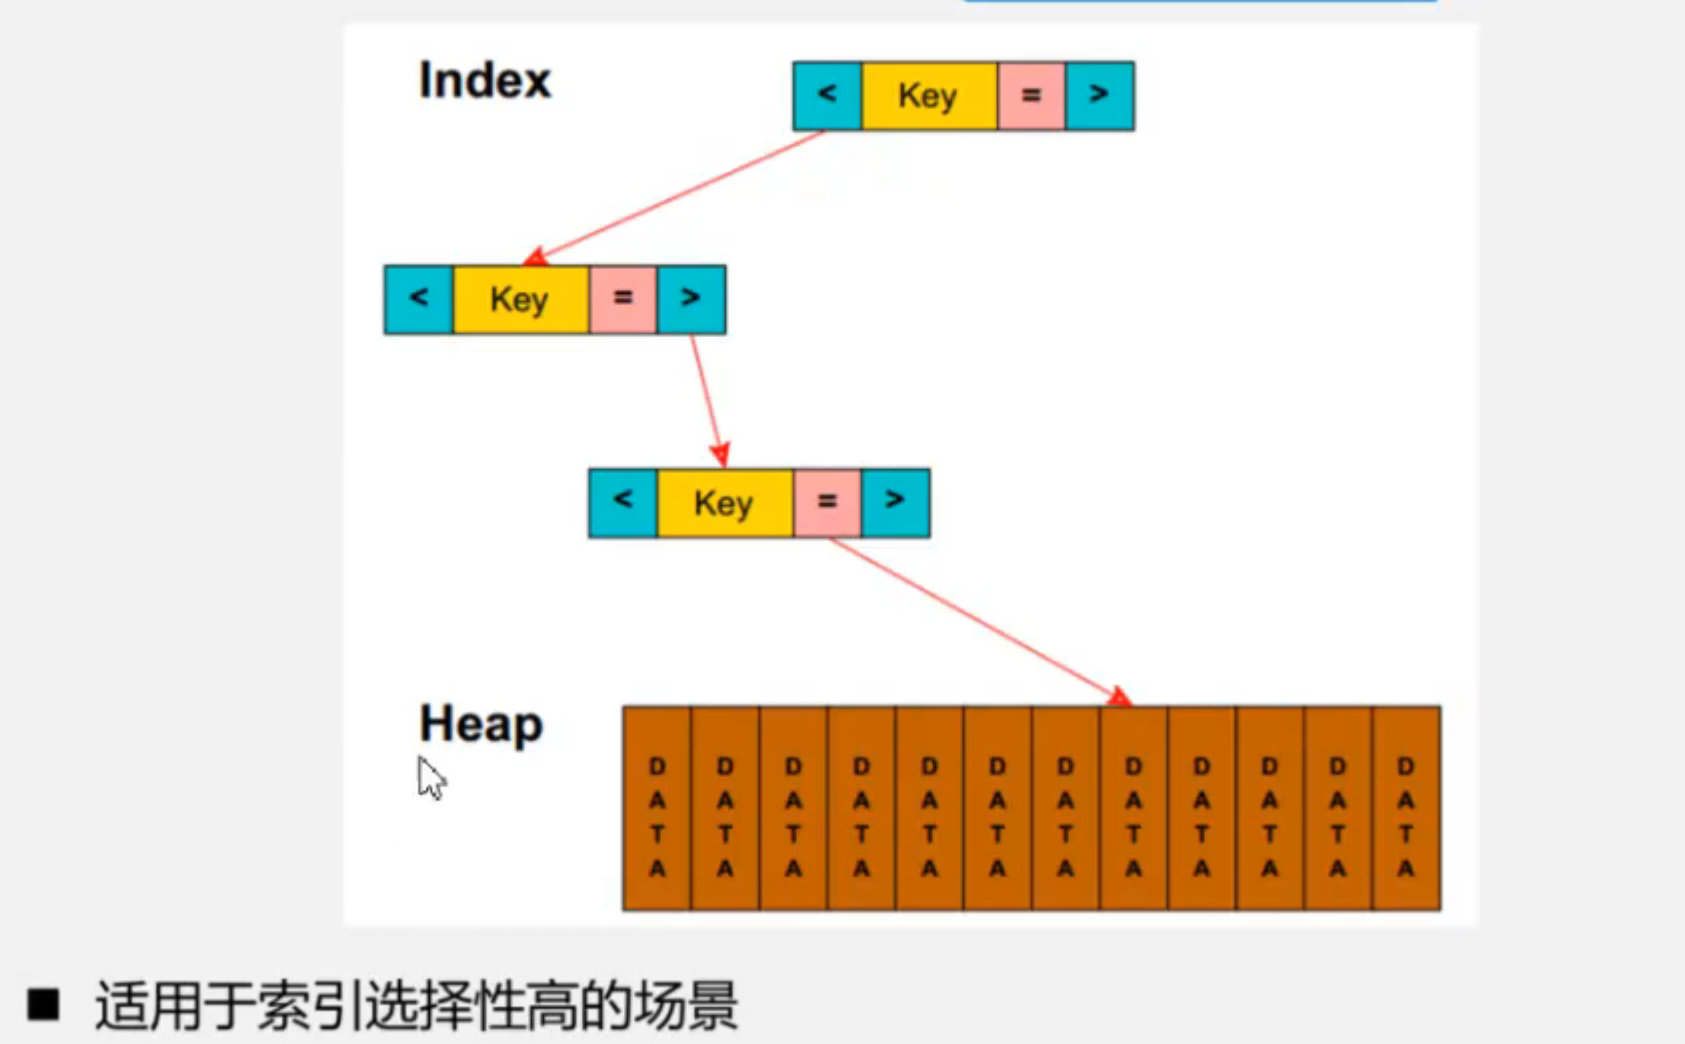 Index
< Key = >
< Key = >
< Key = >
Heap
DATA DATA DATA DATA DATA DATA DATA DATA DATA DATA DATA DATA
■ 适用于索引选择性高的场景